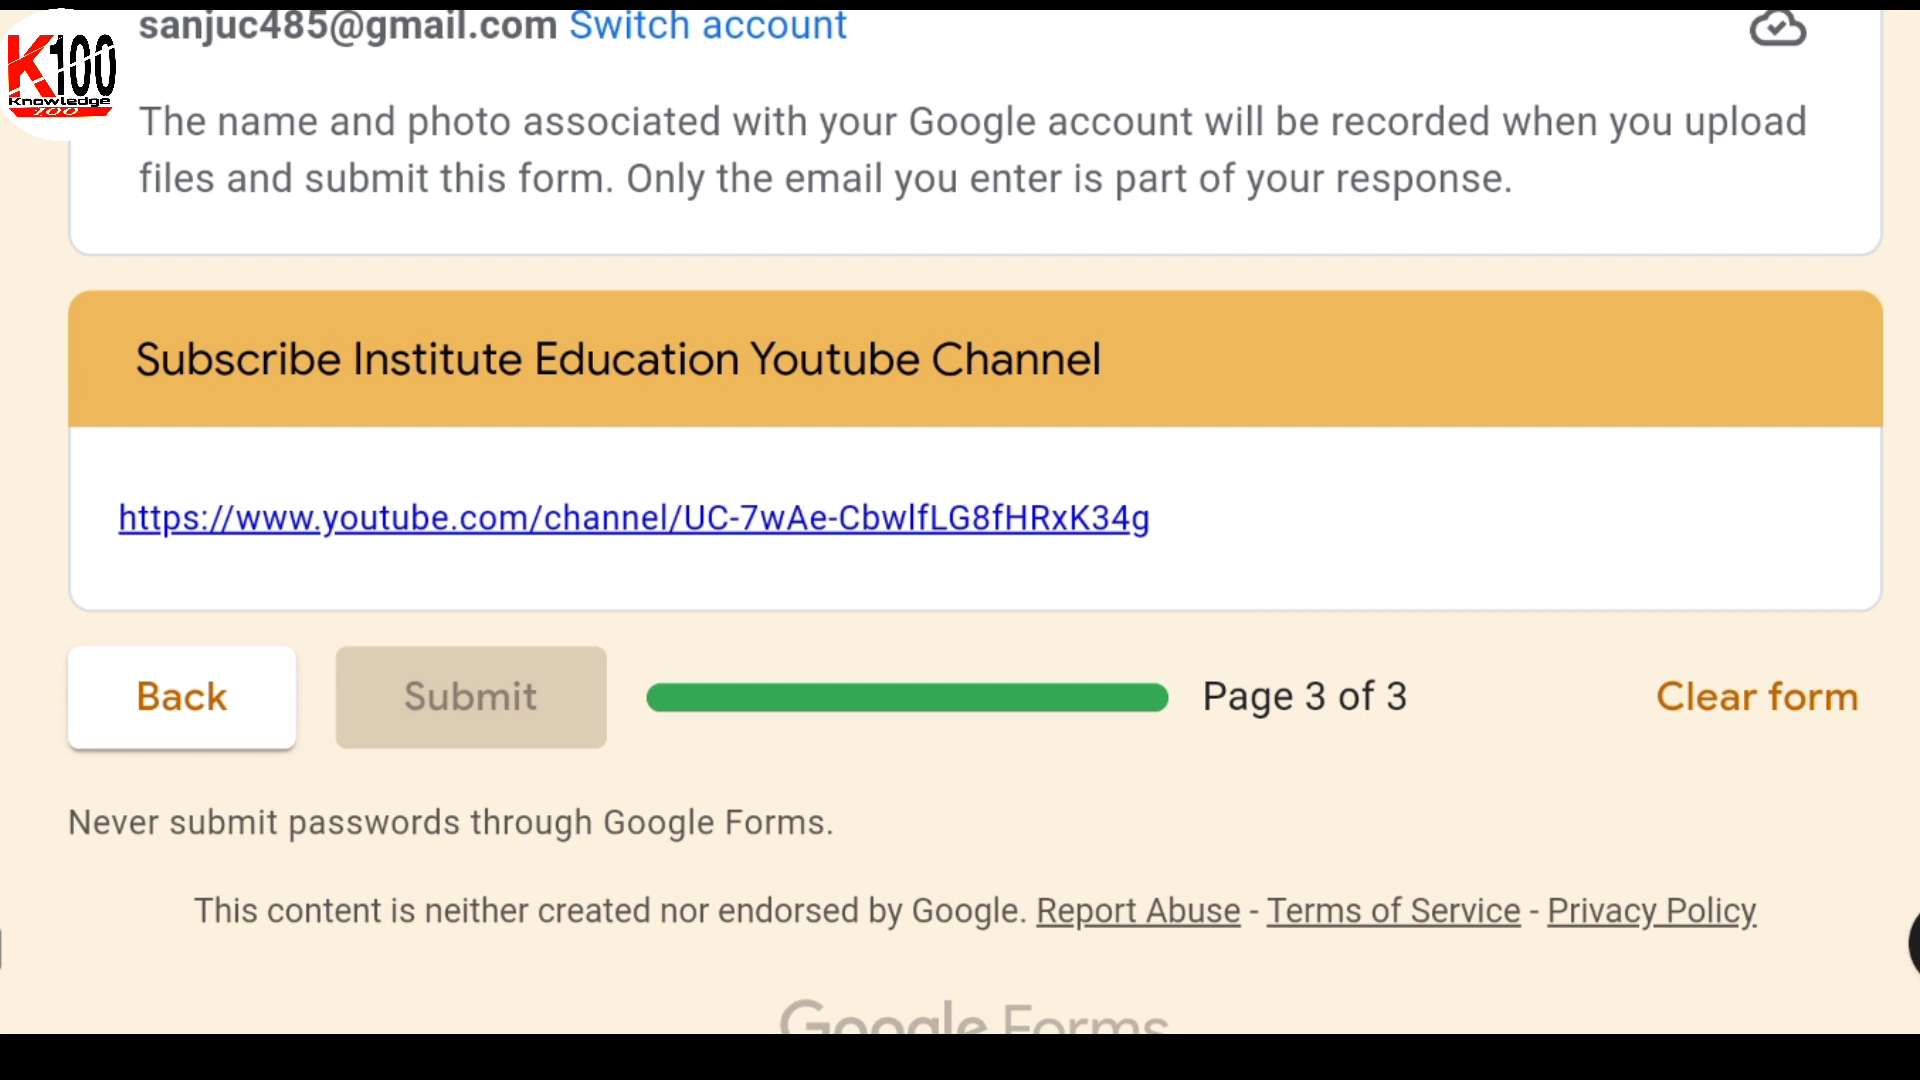 sanjuc485@gmail.com Switch account
K100
Knowledge
100
The name and photo associated with your Google account will be recorded when you upload
files and submit this form. Only the email you enter is part of your response.
Subscribe Institute Education Youtube Channel
https://www.youtube.com/channel/UC-7wAe-CbwlfLG8fHRxK34g
Back Submit Page 3 of 3 Clear form
Never submit passwords through Google Forms.
This content is neither created nor endorsed by Google. Report Abuse - Terms of Service - Privacy Policy
Google Forms